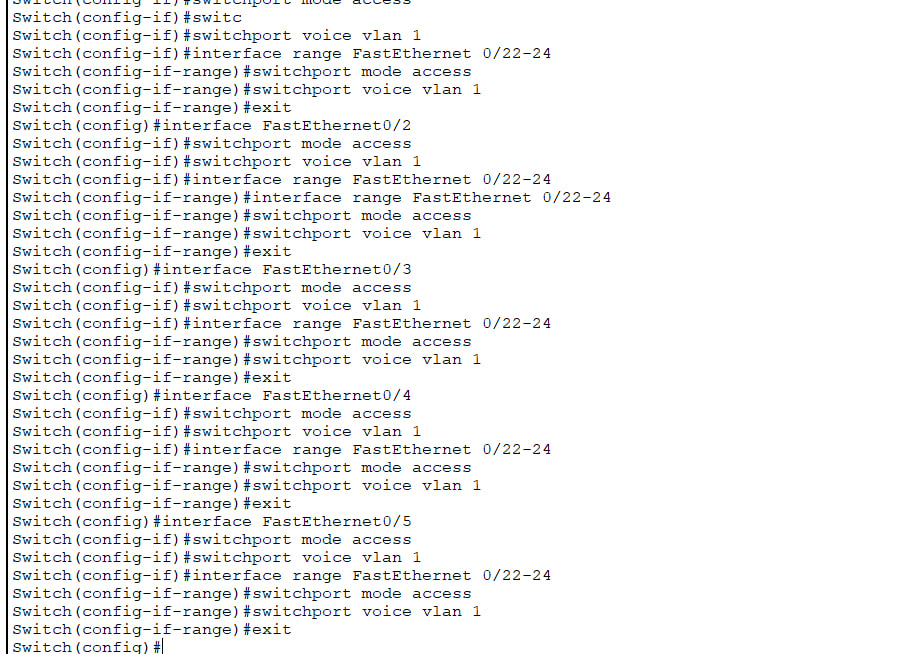 Switch(config-if)#switchport mode access
Switch(config-if)#switc
Switch(config-if)#switchport voice vlan 1
Switch(config-if)#interface range FastEthernet 0/22-24
Switch(config-if-range)#switchport mode access
Switch(config-if-range)#switchport voice vlan 1
Switch(config-if-range)#exit
Switch(config)#interface FastEthernet0/2
Switch(config-if)#switchport mode access
Switch(config-if)#switchport voice vlan 1
Switch(config-if)#interface range FastEthernet 0/22-24
Switch(config-if-range)#interface range FastEthernet 0/22-24
Switch(config-if-range)#switchport mode access
Switch(config-if-range)#switchport voice vlan 1
Switch(config-if-range)#exit
Switch(config)#interface FastEthernet0/3
Switch(config-if)#switchport mode access
Switch(config-if)#switchport voice vlan 1
Switch(config-if)#interface range FastEthernet 0/22-24
Switch(config-if-range)#switchport mode access
Switch(config-if-range)#switchport voice vlan 1
Switch(config-if-range)#exit
Switch(config)#interface FastEthernet0/4
Switch(config-if)#switchport mode access
Switch(config-if)#switchport voice vlan 1
Switch(config-if)#interface range FastEthernet 0/22-24
Switch(config-if-range)#switchport mode access
Switch(config-if-range)#switchport voice vlan 1
Switch(config-if-range)#exit
Switch(config)#interface FastEthernet0/5
Switch(config-if)#switchport mode access
Switch(config-if)#switchport voice vlan 1
Switch(config-if)#interface range FastEthernet 0/22-24
Switch(config-if-range)#switchport mode access
Switch(config-if-range)#switchport voice vlan 1
Switch(config-if-range)#exit
Switch(config)#